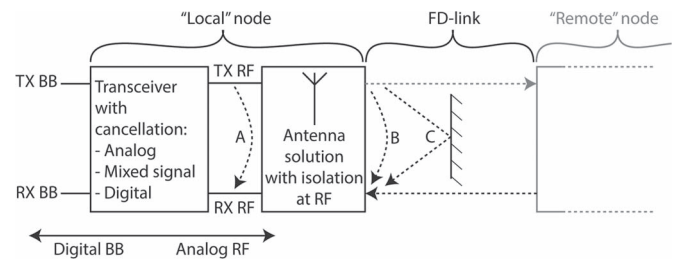 “Local” node
FD-link
“Remote” node
TX BB
TX RF
Transceiver
with
cancellation:
- Analog
- Mixed signal
- Digital
A
Antenna
solution
with isolation
at RF
B
C
RX BB
RX RF
Digital BB
Analog RF